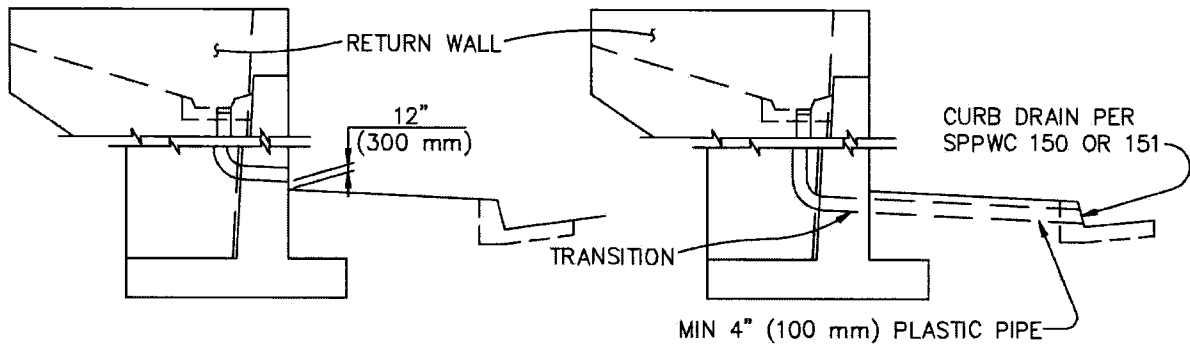 RETURN WALL
12"
(300 mm)
CURB DRAIN PER
SPPWC 150 OR 151
TRANSITION
MIN 4" (100 mm) PLASTIC PIPE